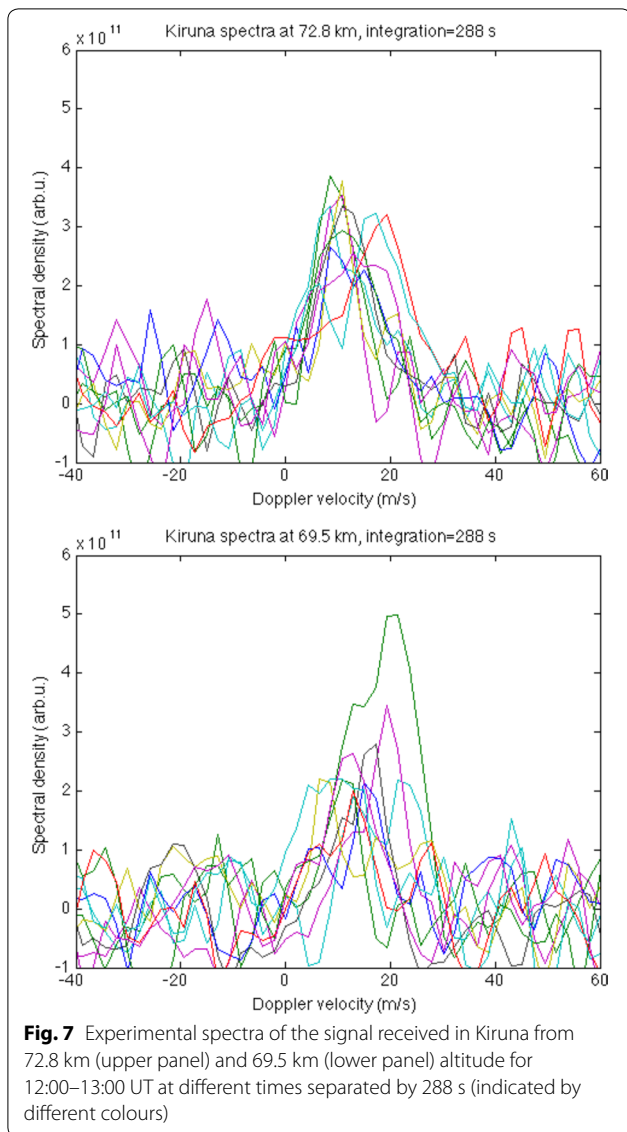 Kiruna spectra at 72.8 km, integration=288 s
x 10 11
6
5
4
3
2
1
0
-1
Spectral density (arb.u.)
-40 -20 0 20 40 60
Doppler velocity (m/s)
Kiruna spectra at 69.5 km, integration=288 s
x 10 11
6
5
4
3
2
1
0
-1
Spectral density (arb.u.)
-40 -20 0 20 40 60
Doppler velocity (m/s)
Fig. 7 Experimental spectra of the signal received in Kiruna from
72.8 km (upper panel) and 69.5 km (lower panel) altitude for
12:00–13:00 UT at different times separated by 288 s (indicated by
different colours)